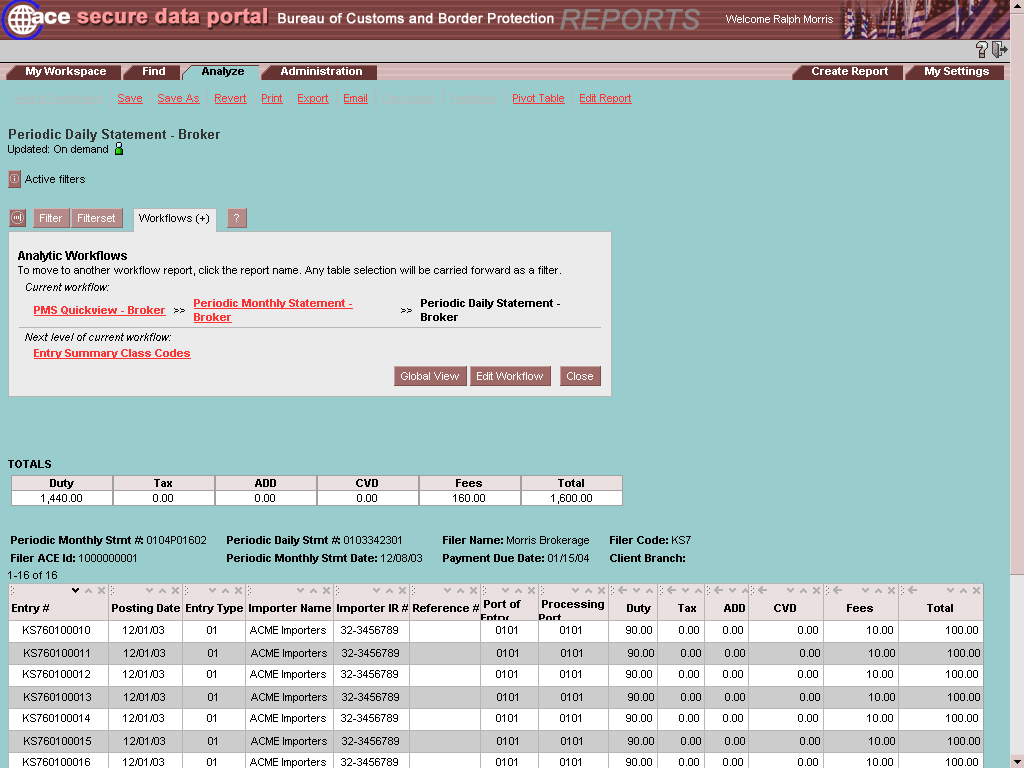 ace secure data portal Bureau of Customs and Border Protection REPORTS Welcome Ralph Morris
?
My Workspace Find Analyze Administration Create Report My Settings
Save Save As Revert Print Export Email Pivot Table Edit Report
Periodic Daily Statement - Broker
Updated: On demand
Active filters
Filter Filterset Workflows (+) ?
Analytic Workflows
To move to another workflow report, click the report name. Any table selection will be carried forward as a filter.
Current workflow:
PMS Quickview - Broker >> Periodic Monthly Statement - Broker >> Periodic Daily Statement - Broker
Next level of current workflow:
Entry Summary Class Codes
Global View Edit Workflow Close
TOTALS
Duty Tax ADD CVD Fees Total
1,440.00 0.00 0.00 0.00 160.00 1,600.00
Periodic Monthly Stmt #: 0104P01602 Periodic Daily Stmt #: 0103342301 Filer Name: Morris Brokerage Filer Code: KS7
Filer ACE Id: 1000000001 Periodic Monthly Stmt Date: 12/08/03 Payment Due Date: 01/15/04 Client Branch:
1-16 of 16
Entry # Posting Date Entry Type Importer Name Importer IR # Reference # Port of Entry Processing Port Duty Tax ADD CVD Fees Total
KS760100010 12/01/03 01 ACME Importers 32-3456789 0101 0101 90.00 0.00 0.00 0.00 10.00 100.00
KS760100011 12/01/03 01 ACME Importers 32-3456789 0101 0101 90.00 0.00 0.00 0.00 10.00 100.00
KS760100012 12/01/03 01 ACME Importers 32-3456789 0101 0101 90.00 0.00 0.00 0.00 10.00 100.00
KS760100013 12/01/03 01 ACME Importers 32-3456789 0101 0101 90.00 0.00 0.00 0.00 10.00 100.00
KS760100014 12/01/03 01 ACME Importers 32-3456789 0101 0101 90.00 0.00 0.00 0.00 10.00 100.00
KS760100015 12/01/03 01 ACME Importers 32-3456789 0101 0101 90.00 0.00 0.00 0.00 10.00 100.00
KS760100016 12/01/03 01 ACME Importers 32-3456789 0101 0101 90.00 0.00 0.00 0.00 10.00 100.00